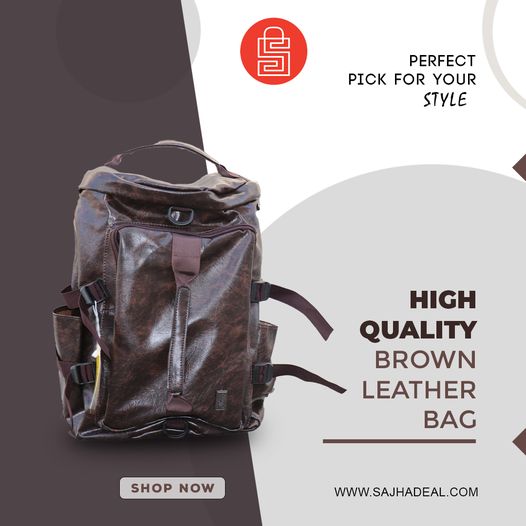 PERFECT
PICK FOR YOUR
STYLE
HIGH
QUALITY
BROWN
LEATHER
BAG
SHOP NOW
WWW.SAJHADEAL.COM